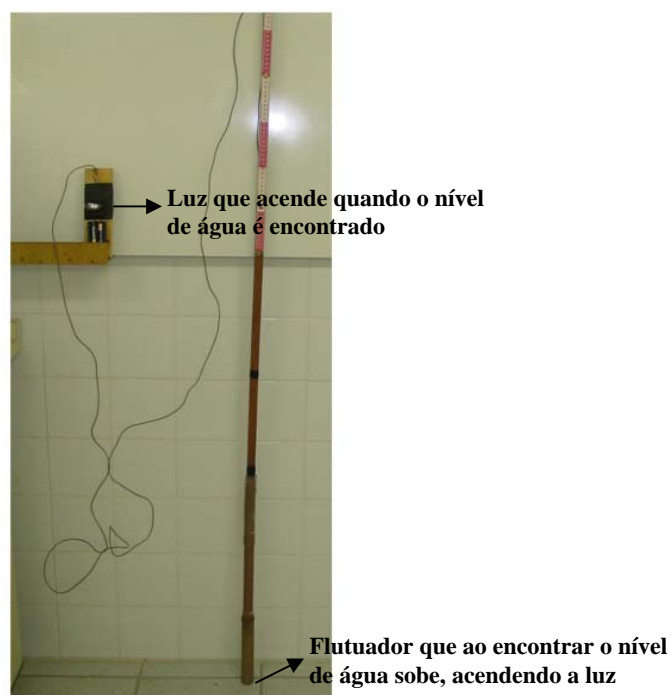 Luz que acende quando o nível
de água é encontrado
Flutuador que ao encontrar o nível
de água sobe, acendendo a luz